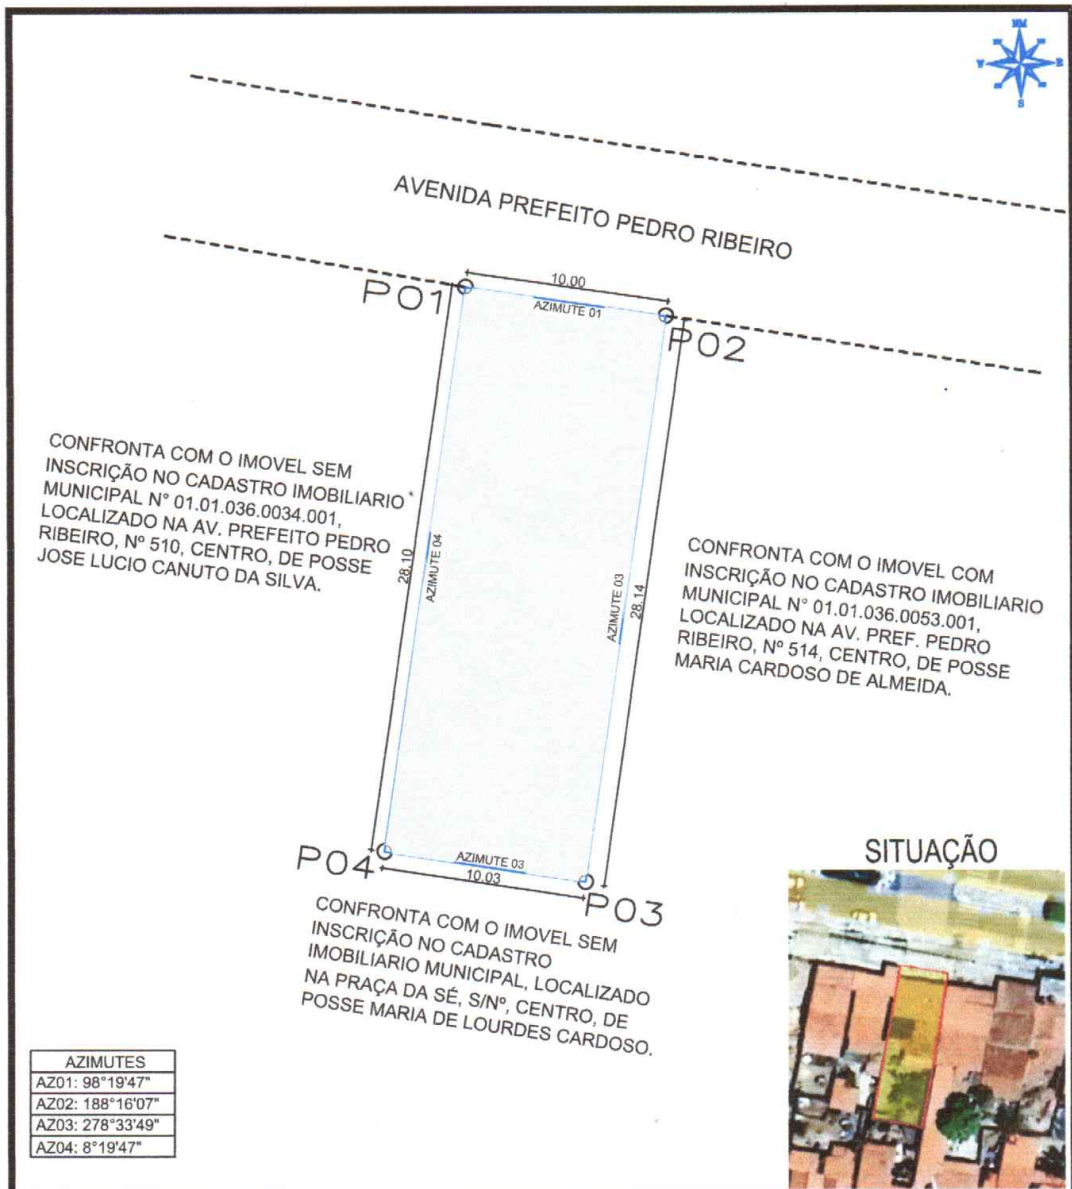 NM
V
E
S
AVENIDA PREFEITO PEDRO RIBEIRO
10.00
P01
AZIMUTE 01
P02
CONFRONTA COM O IMOVEL SEM
INSCRIÇÃO NO CADASTRO IMOBILIARIO
MUNICIPAL N° 01.01.036.0034.001,
LOCALIZADO NA AV. PREFEITO PEDRO
RIBEIRO, Nº 510, CENTRO, DE POSSE
JOSE LUCIO CANUTO DA SILVA.
28.10
AZIMUTE 04
AZIMUTE 03
28.14
CONFRONTA COM O IMOVEL COM
INSCRIÇÃO NO CADASTRO IMOBILIARIO
MUNICIPAL N° 01.01.036.0053.001,
LOCALIZADO NA AV. PREF. PEDRO
RIBEIRO, Nº 514, CENTRO, DE POSSE
MARIA CARDOSO DE ALMEIDA.
P04
AZIMUTE 03
10.03
P03
CONFRONTA COM O IMOVEL SEM
INSCRIÇÃO NO CADASTRO
IMOBILIARIO MUNICIPAL, LOCALIZADO
NA PRAÇA DA SÉ, S/Nº, CENTRO, DE
POSSE MARIA DE LOURDES CARDOSO.
SITUAÇÃO
AZIMUTES
AZ01: 98°19'47"
AZ02: 188°16'07"
AZ03: 278°33'49"
AZ04: 8°19'47"